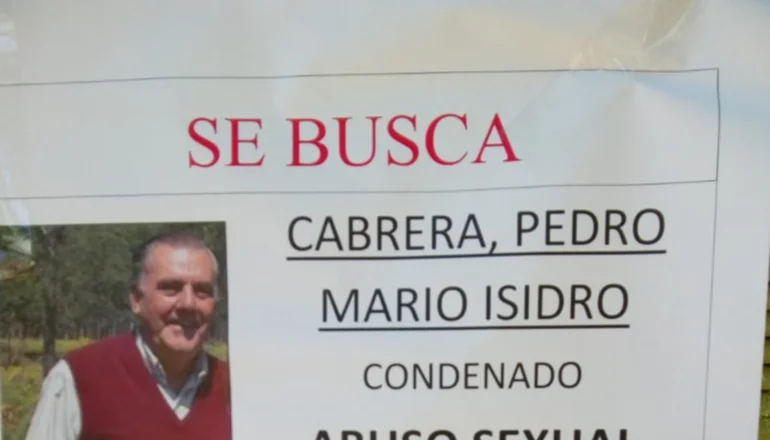 SE BUSCA
CABRERA, PEDRO
MARIO ISIDRO
CONDENADO
ABUSO SEXUAL